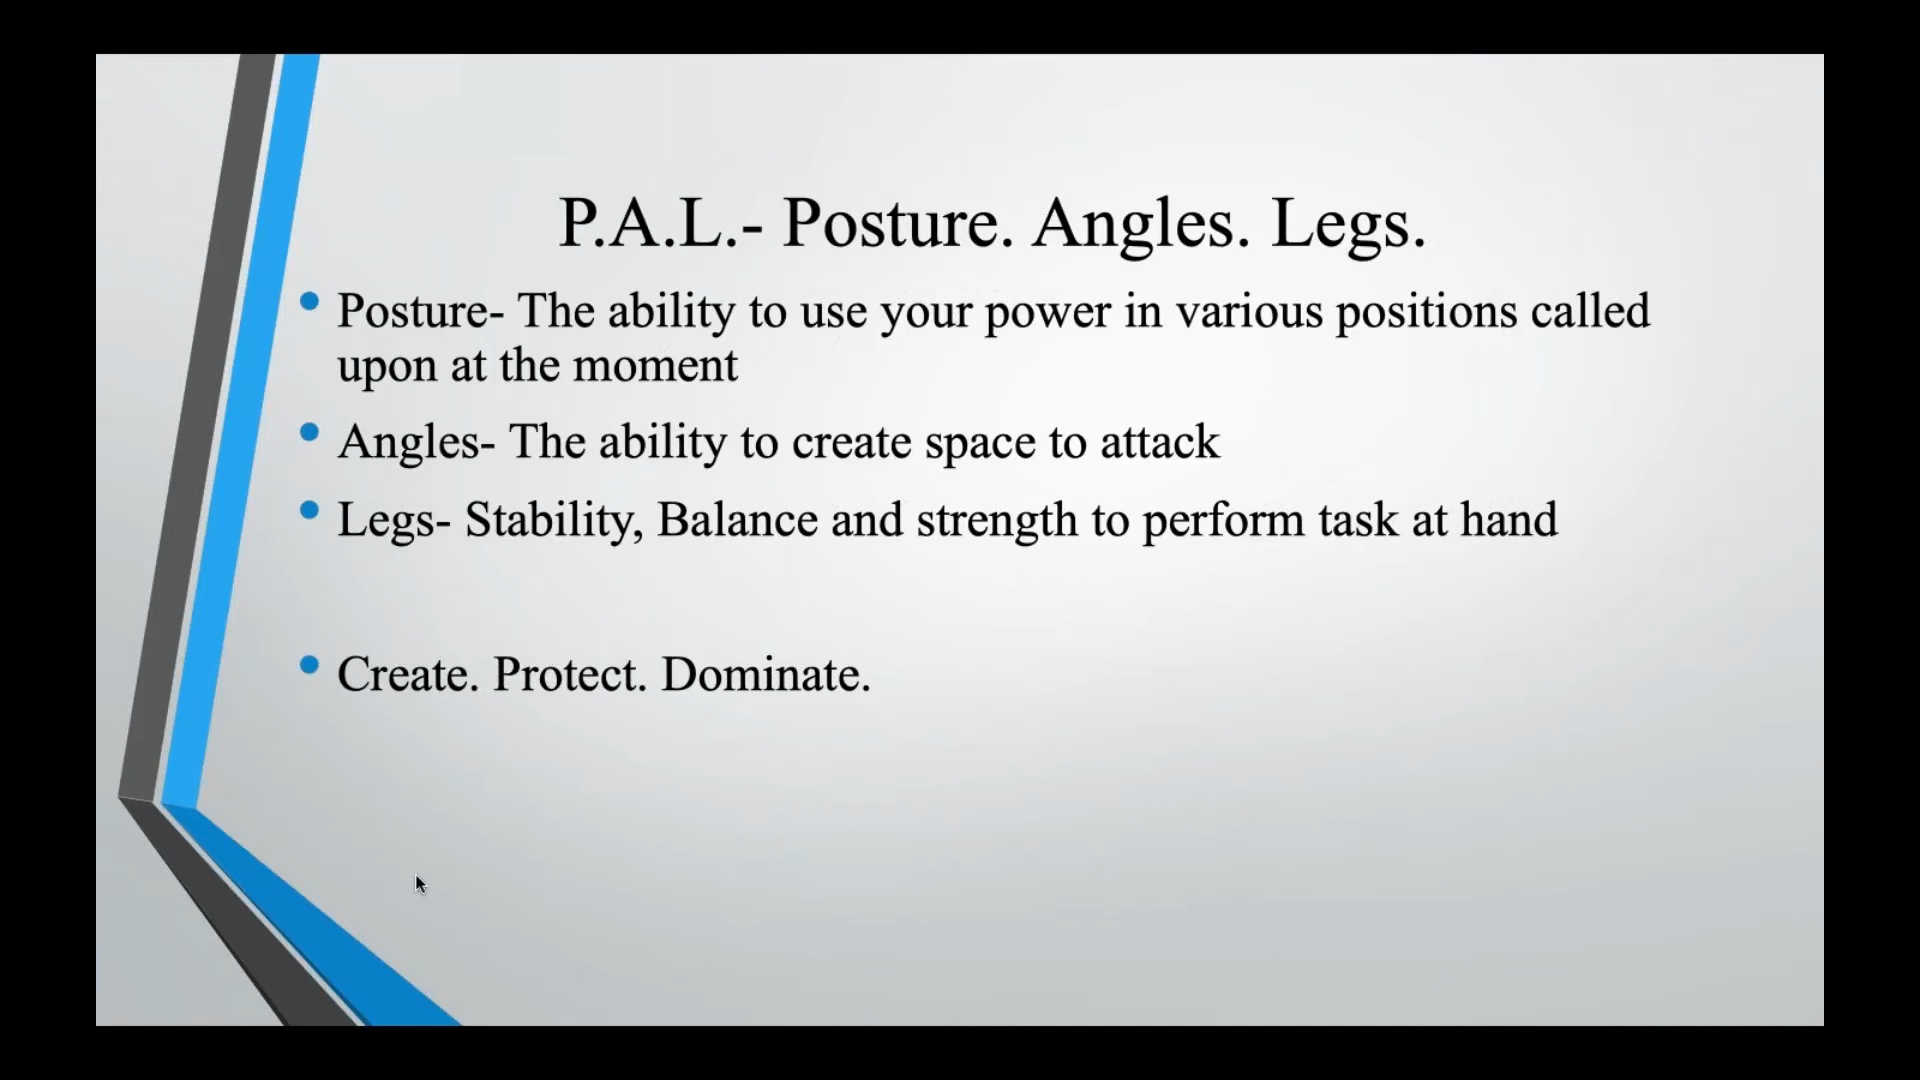 P.A.L.- Posture. Angles. Legs.
Posture- The ability to use your power in various positions called
upon at the moment
Angles- The ability to create space to attack
Legs- Stability, Balance and strength to perform task at hand
Create. Protect. Dominate.